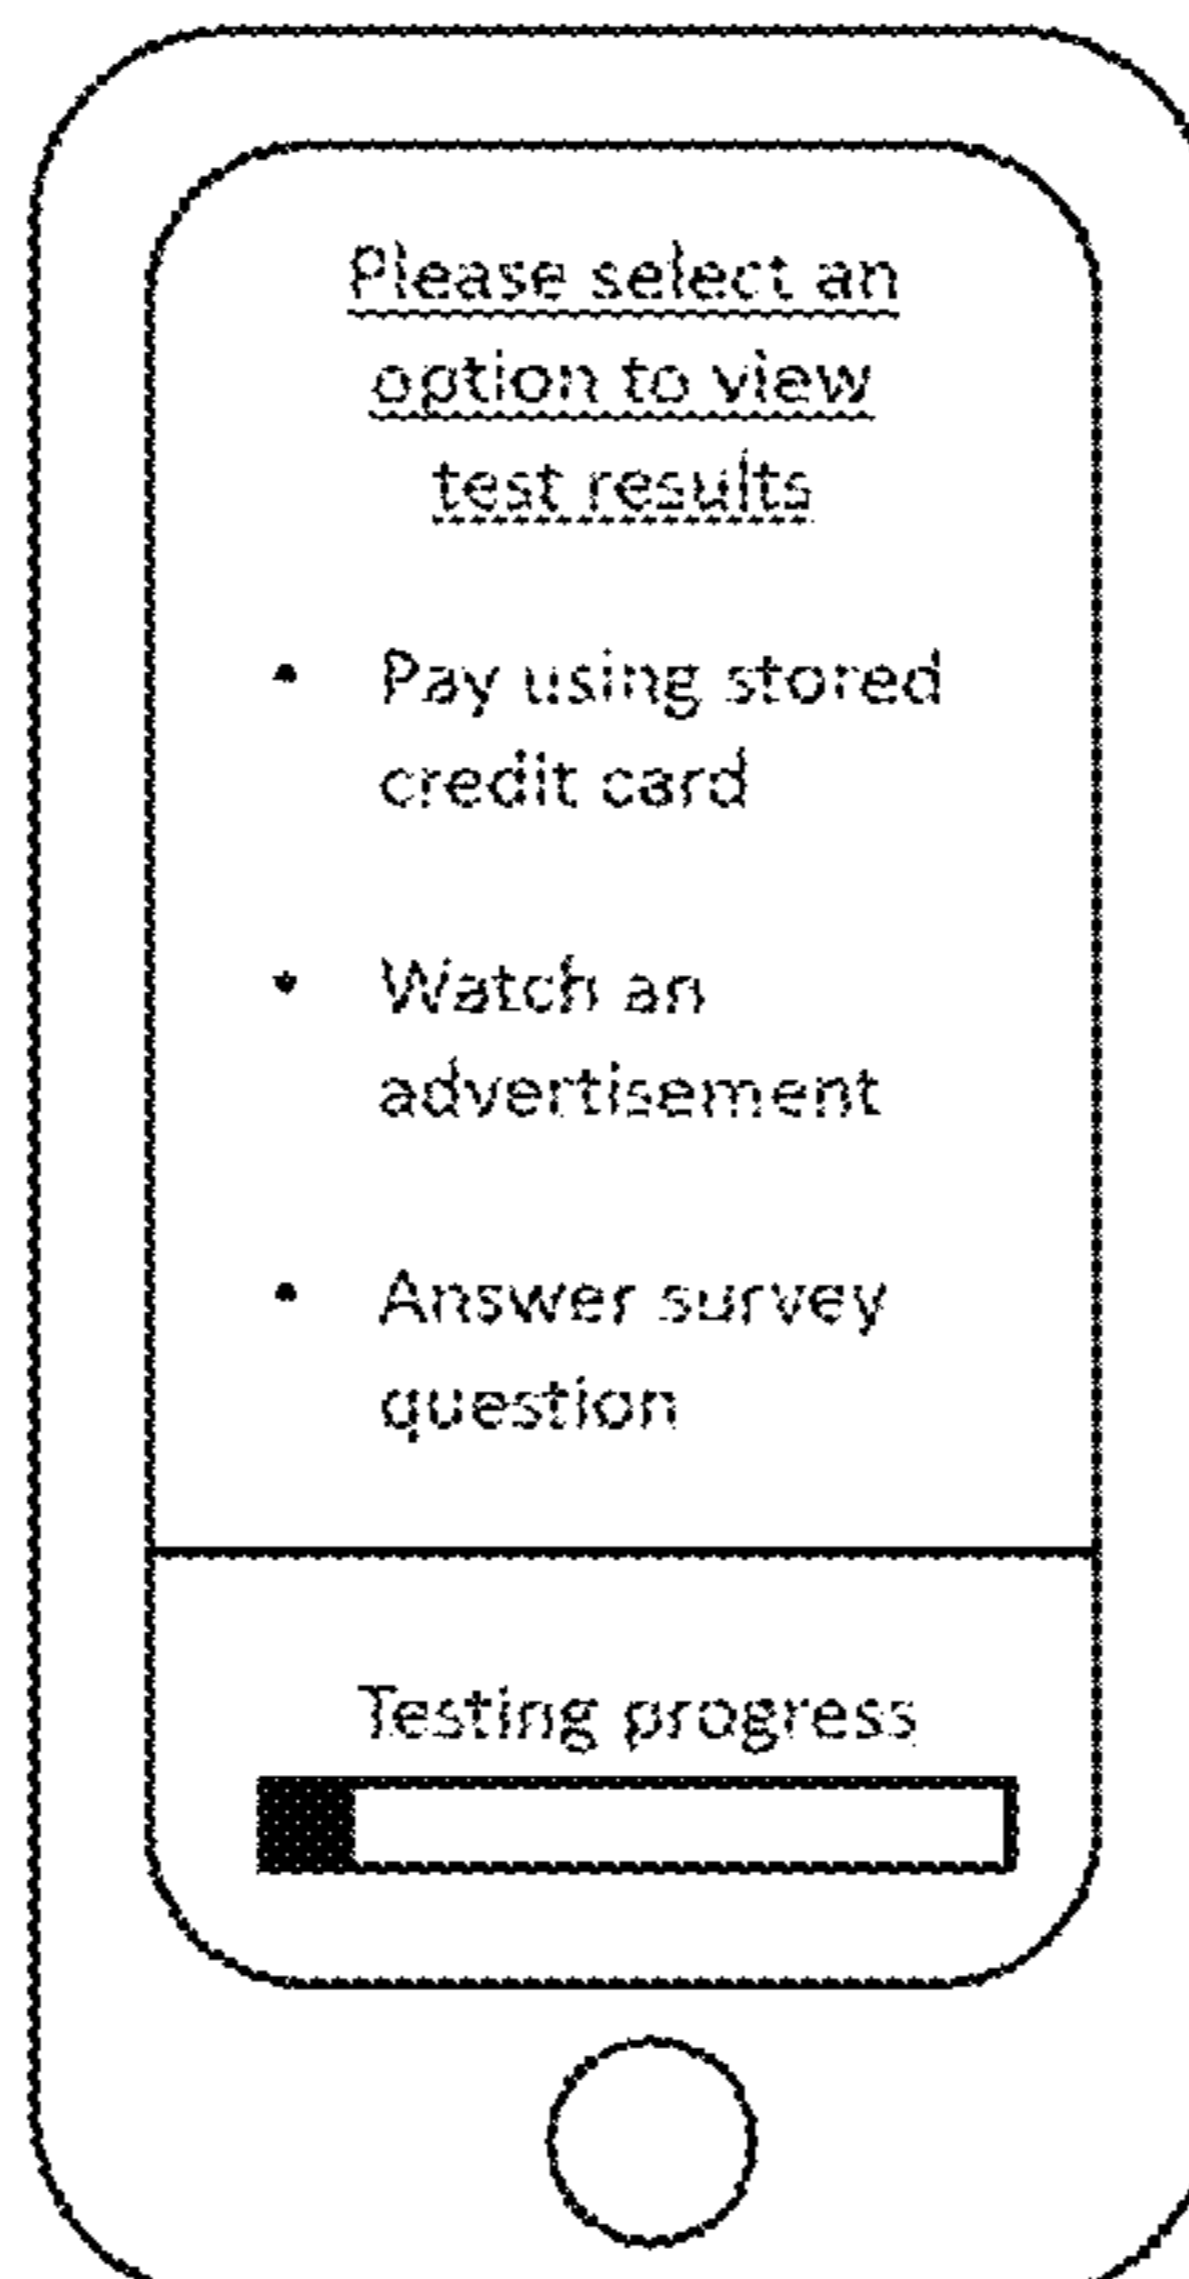 Please select an
option to view
test results
• Pay using stored
credit card
• Watch an
advertisement
• Answer survey
question
Testing progress